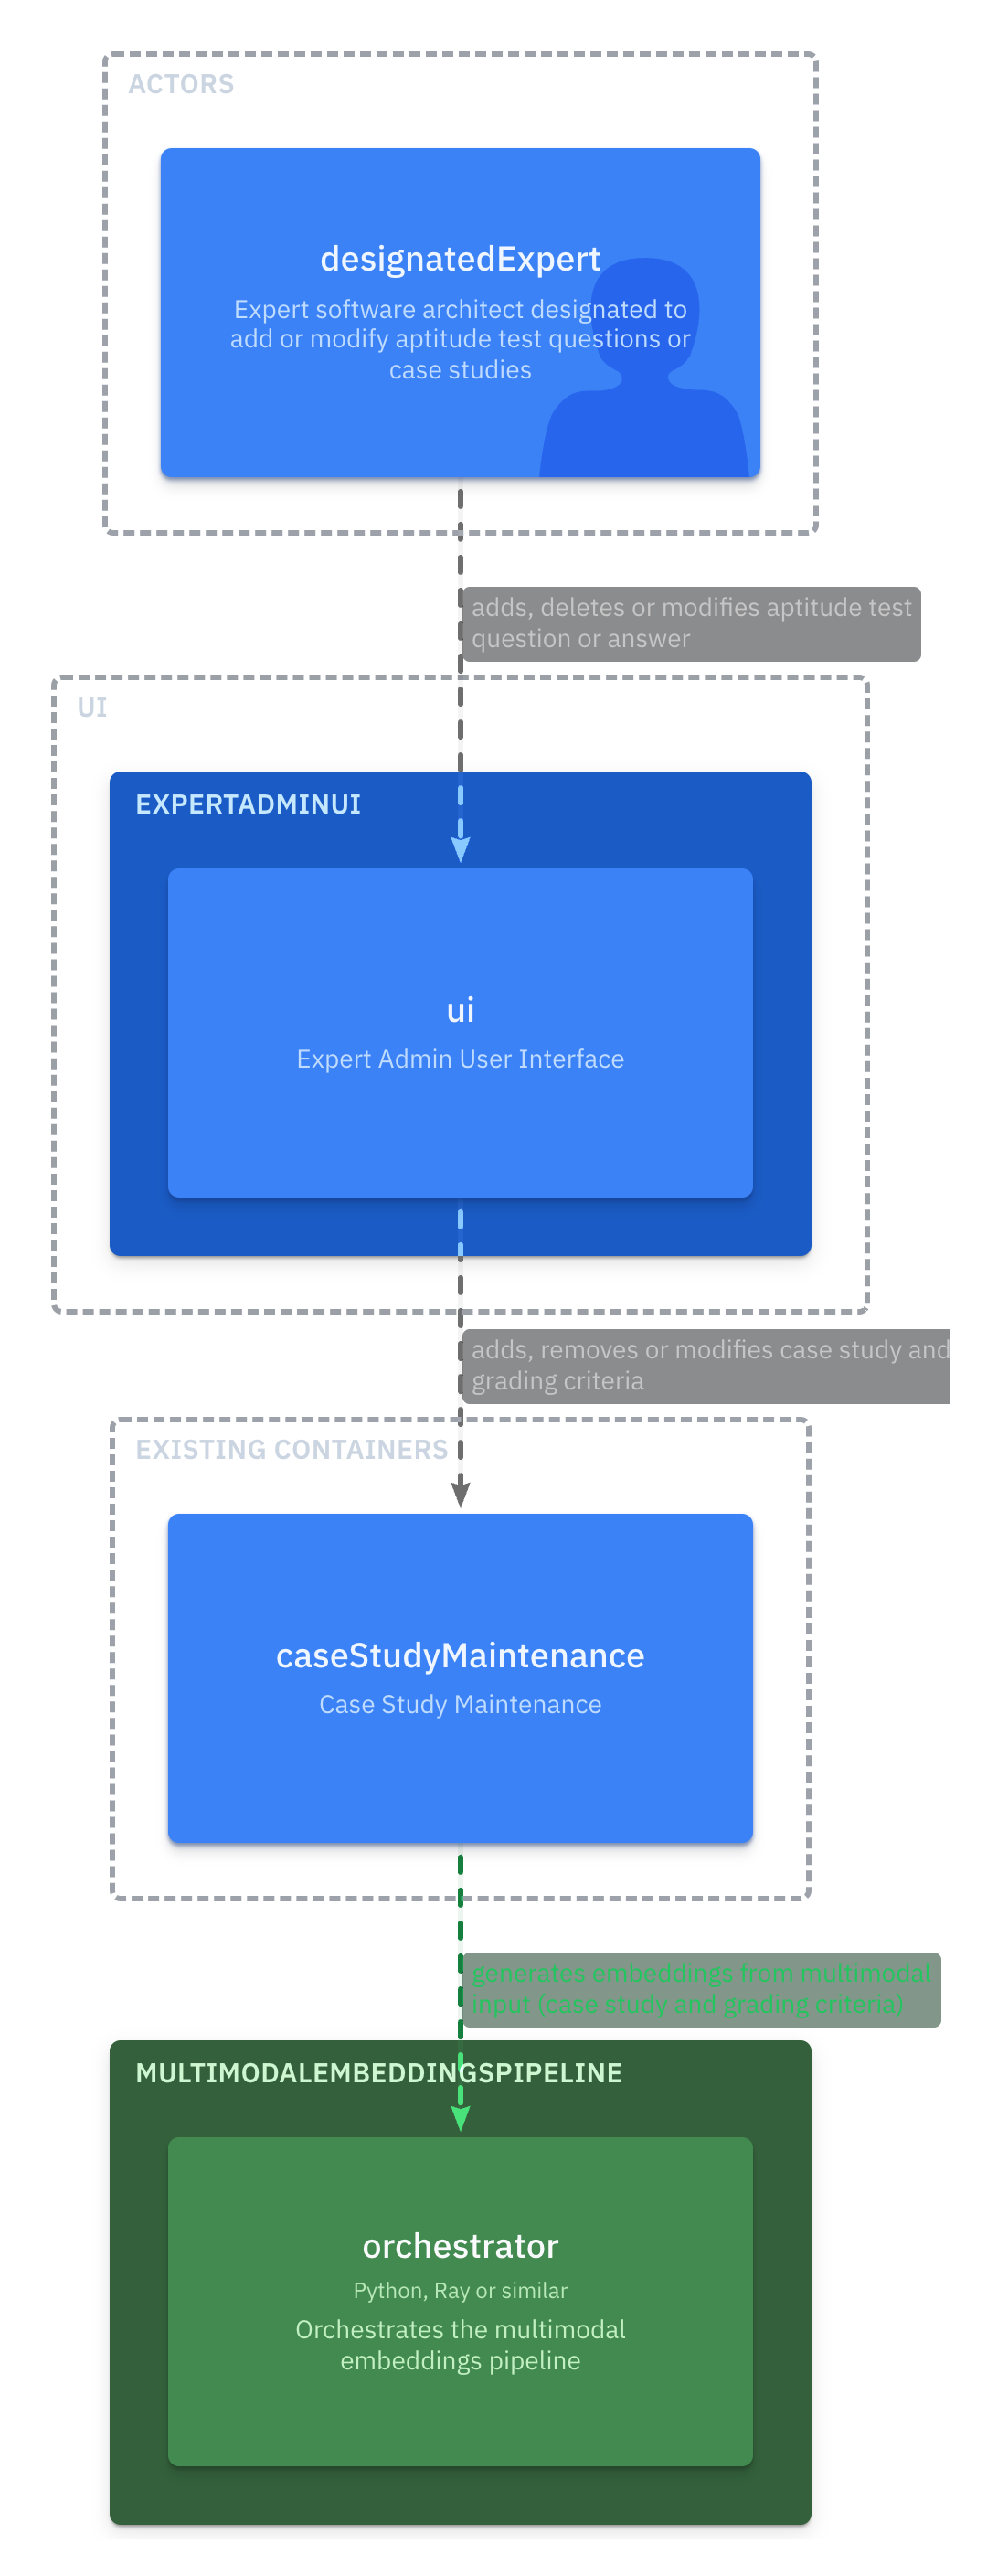 ACTORS
designatedExpert
Expert software architect designated to
add or modify aptitude test questions or
case studies
adds, deletes or modifies aptitude test
question or answer
UI
EXPERTADMINUI
ui
Expert Admin User Interface
adds, removes or modifies case study and
grading criteria
EXISTING CONTAINERS
caseStudyMaintenance
Case Study Maintenance
generates embeddings from multimodal
input (case study and grading criteria)
MULTIMODALEMBEDDINGSPIPELINE
orchestrator
Python, Ray or similar
Orchestrates the multimodal
embeddings pipeline